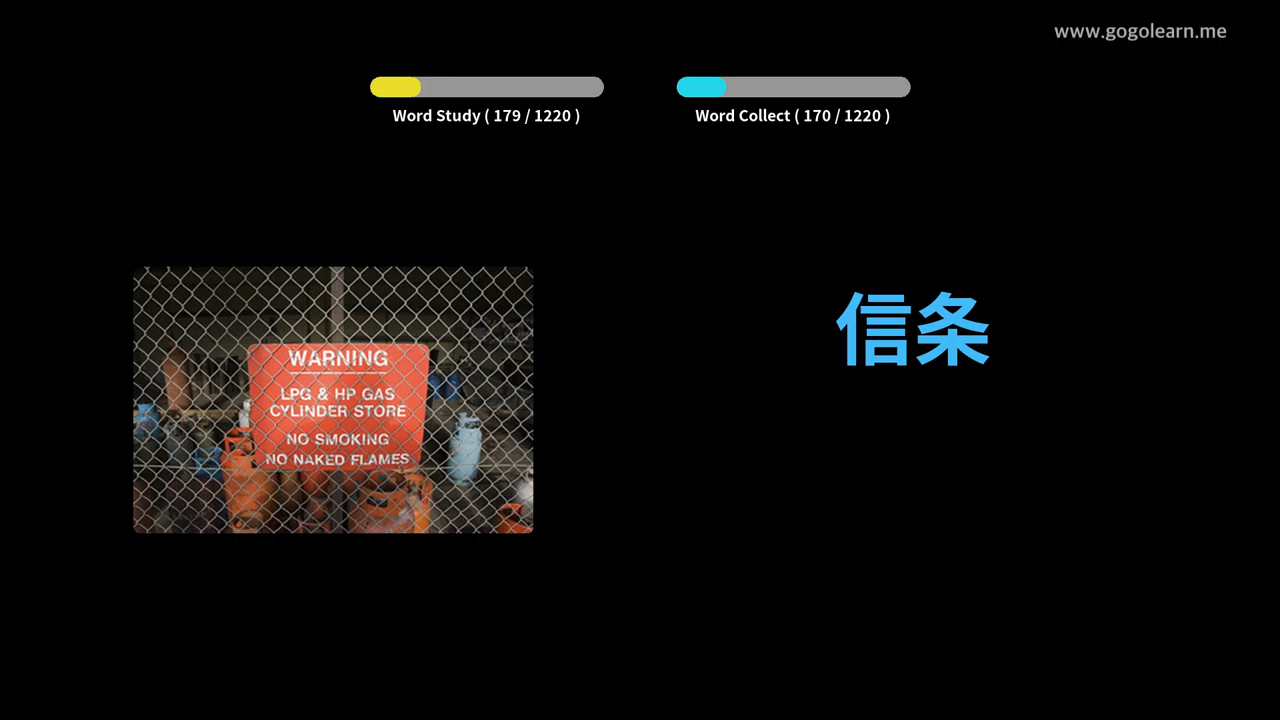 www.gogolearn.me
Word Study ( 179 / 1220 )
Word Collect ( 170 / 1220 )
信条
WARNING
LPG & HP GAS
CYLINDER STORE
NO SMOKING
NO NAKED FLAMES